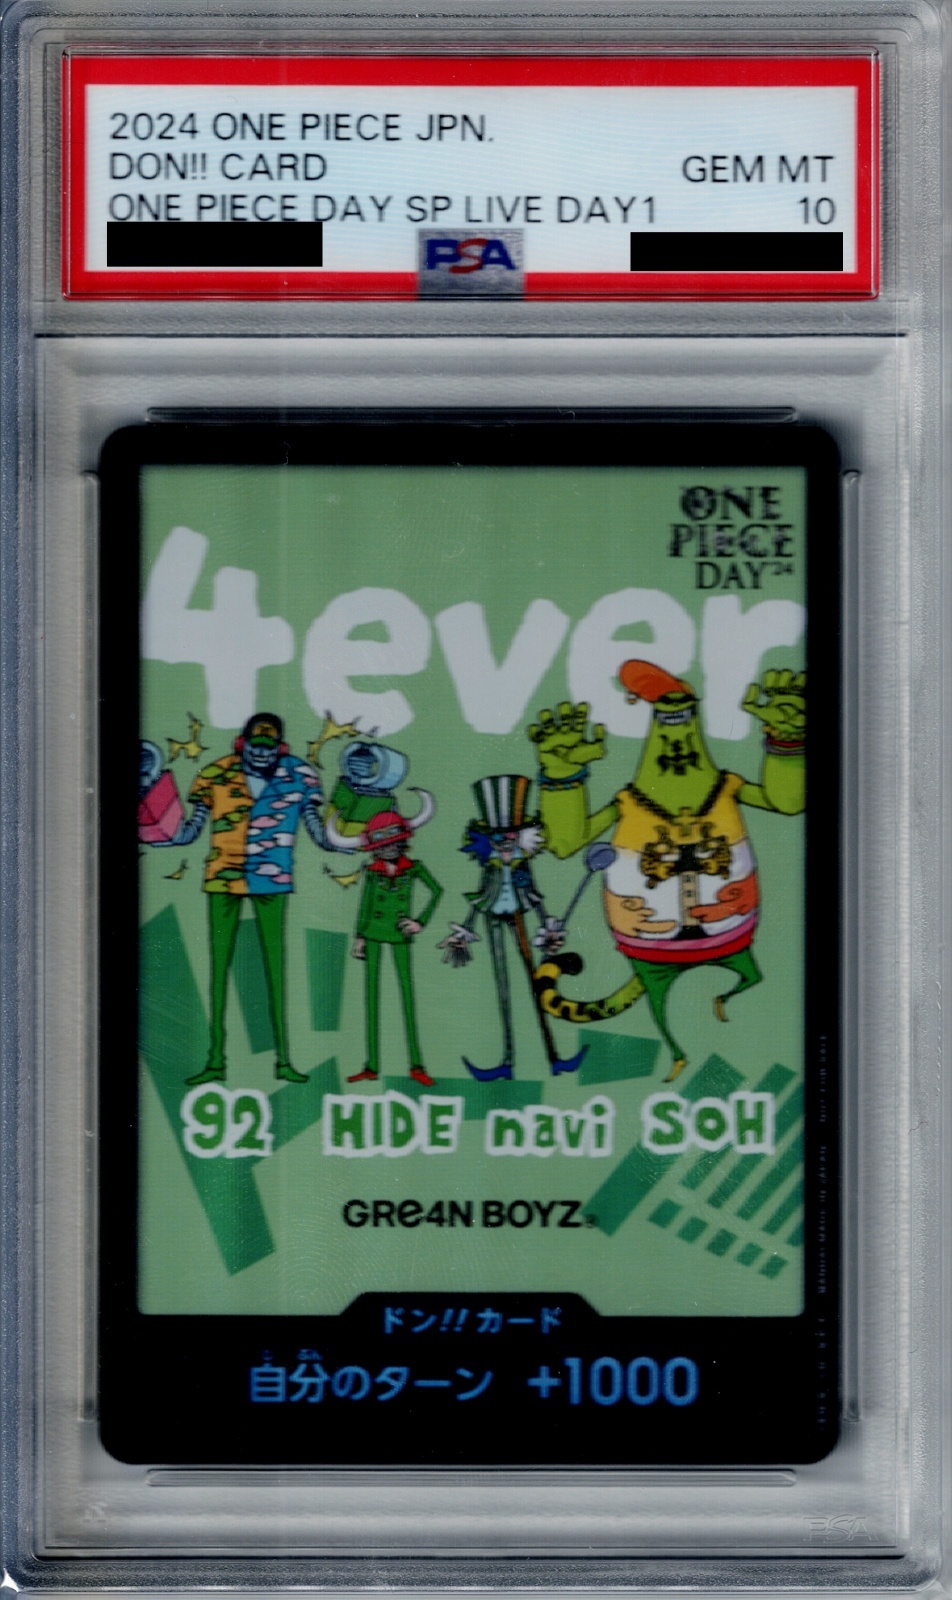 2024 ONE PIECE JPN.
DON!! CARD
GEM MT
ONE PIECE DAY SP LIVE DAY1
10
PSA
ONE
PIECE
DAY'24
4ever
92 HIDE navi SOH
GRe4N BOYZ
ドン!! カード
自分のターン +1000
PSA